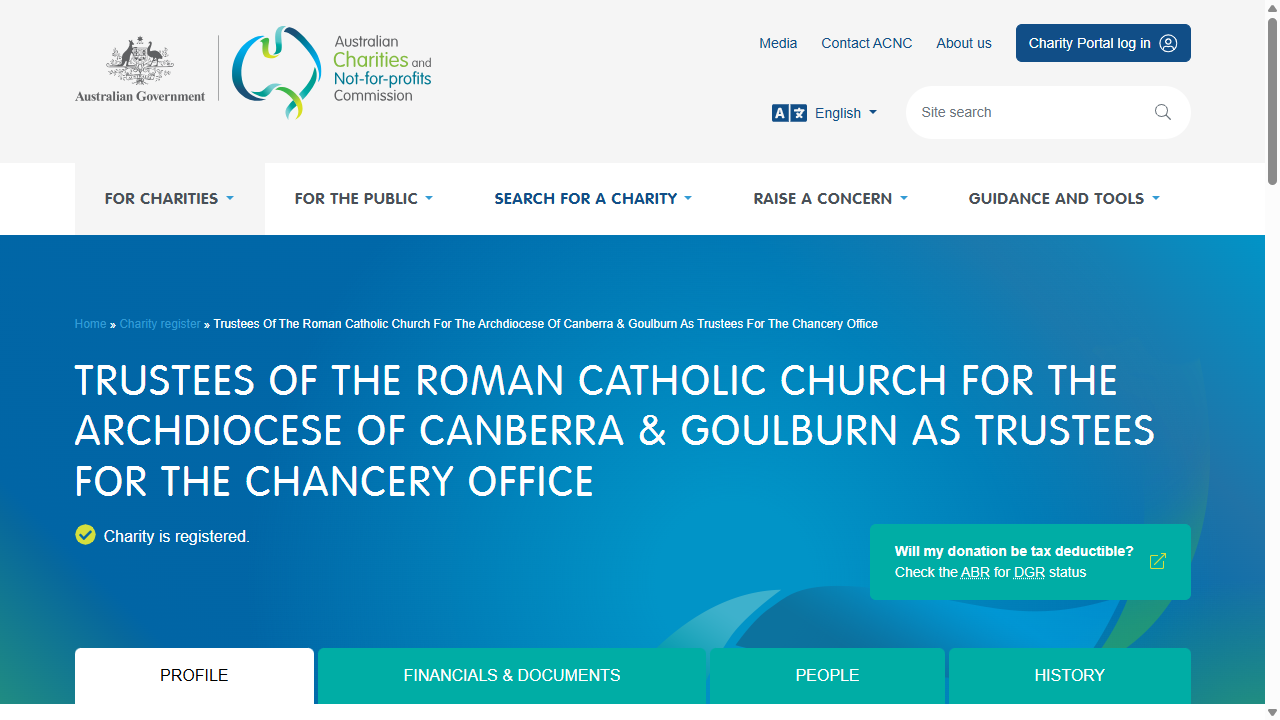 Media
Contact ACNC
About us
Charity Portal log in
Australian Government
Australian
Charities and
Not-for-profits
Commission
English
Site search
FOR CHARITIES
FOR THE PUBLIC
SEARCH FOR A CHARITY
RAISE A CONCERN
GUIDANCE AND TOOLS
Home » Charity register » Trustees Of The Roman Catholic Church For The Archdiocese Of Canberra & Goulburn As Trustees For The Chancery Office
TRUSTEES OF THE ROMAN CATHOLIC CHURCH FOR THE
ARCHDIOCESE OF CANBERRA & GOULBURN AS TRUSTEES
FOR THE CHANCERY OFFICE
Charity is registered.
Will my donation be tax deductible?
Check the ABR for DGR status
PROFILE
FINANCIALS & DOCUMENTS
PEOPLE
HISTORY